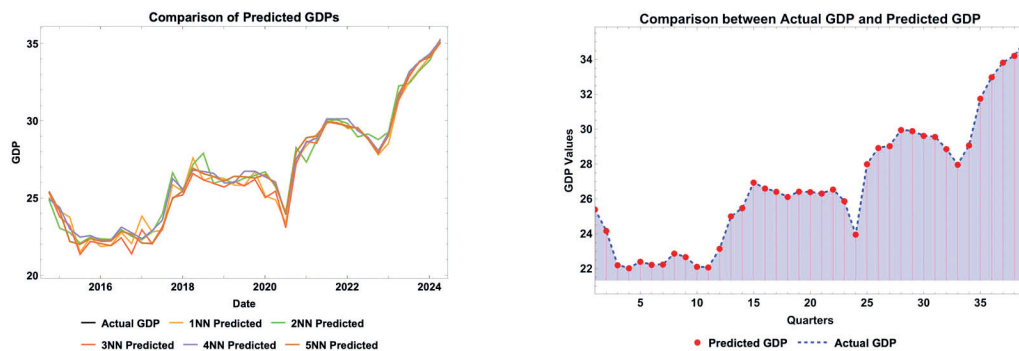 Comparison of Predicted GDPs
35
30
25
20
GDP
2016 2018 2020 2022 2024
Date
Actual GDP 1NN Predicted 2NN Predicted
3NN Predicted 4NN Predicted 5NN Predicted
Comparison between Actual GDP and Predicted GDP
34
32
30
28
26
24
22
GDP Values
5 10 15 20 25 30 35
Quarters
Predicted GDP Actual GDP